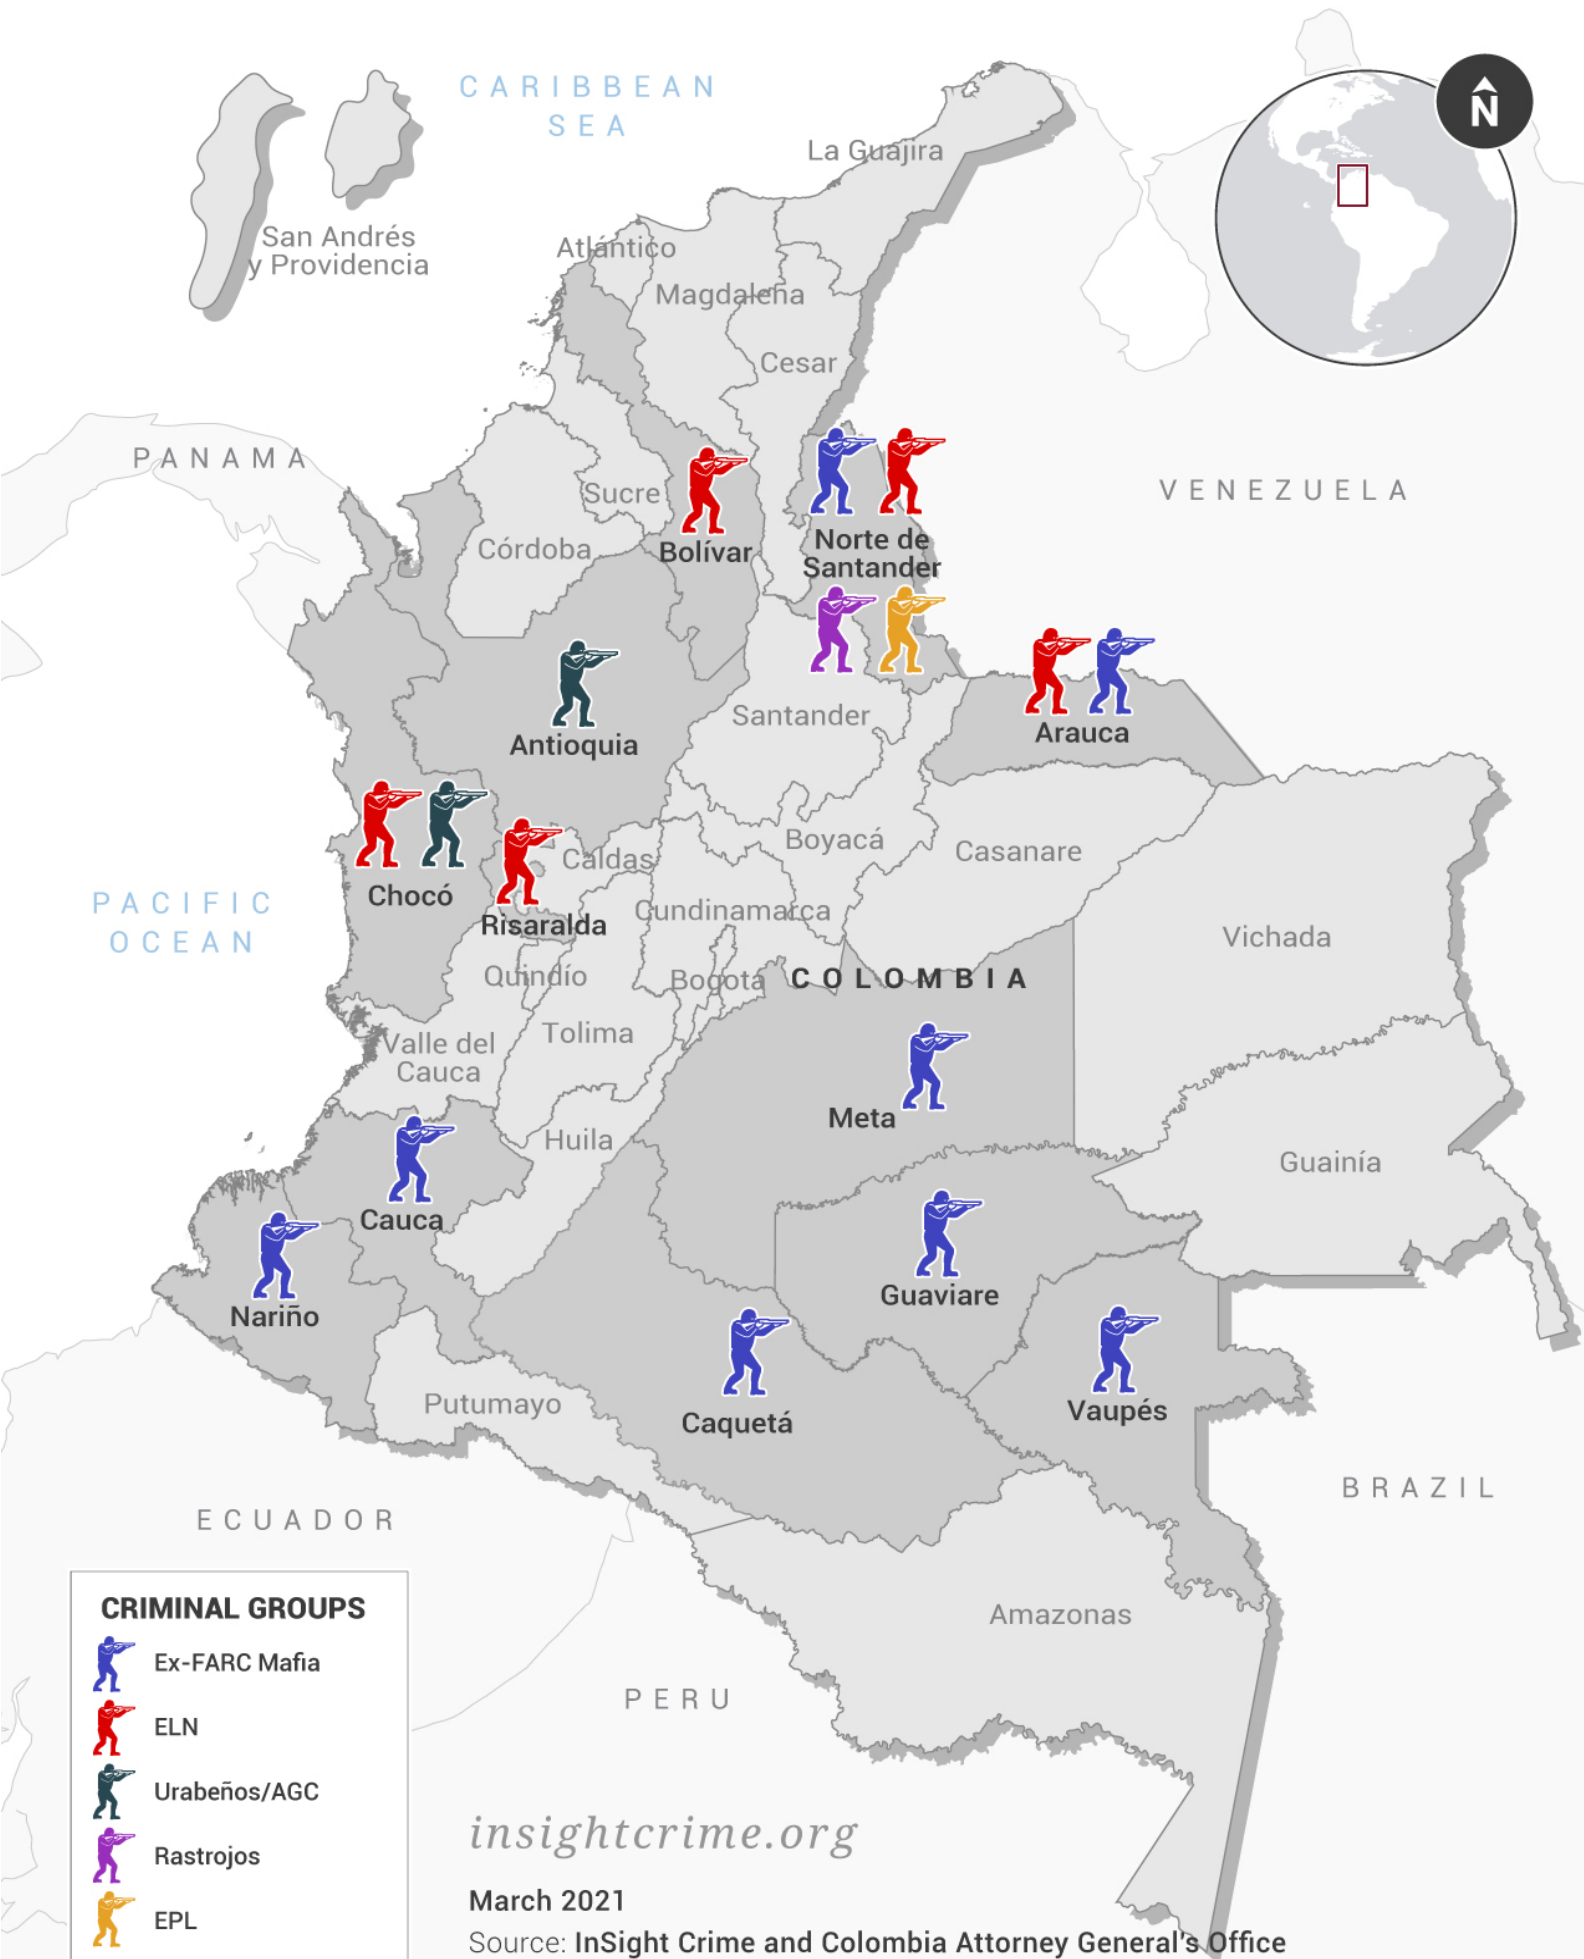 CARIBBEAN
SEA
N
La Guajira
San Andrés
y Providencia
Atlántico
Magdalena
Cesar
PANAMA
VENEZUELA
Sucre
Córdoba
Bolívar
Norte de
Santander
Antioquia
Santander
Arauca
Chocó
Caldas
Boyacá
Casanare
Risaralda
Cundinamarca
PACIFIC
OCEAN
Vichada
Quindío
Bogotá
COLOMBIA
Tolima
Valle del
Cauca
Meta
Huila
Guainía
Cauca
Guaviare
Nariño
Putumayo
Caquetá
Vaupés
BRAZIL
ECUADOR
Amazonas
PERU
CRIMINAL GROUPS
Ex-FARC Mafia
ELN
Urabeños/AGC
Rastrojos
EPL
insightcrime.org
March 2021
Source: InSight Crime and Colombia Attorney General's Office